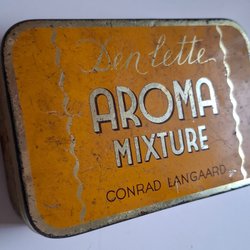 Den lette
AROMA
MIXTURE
CONRAD LANGAARD